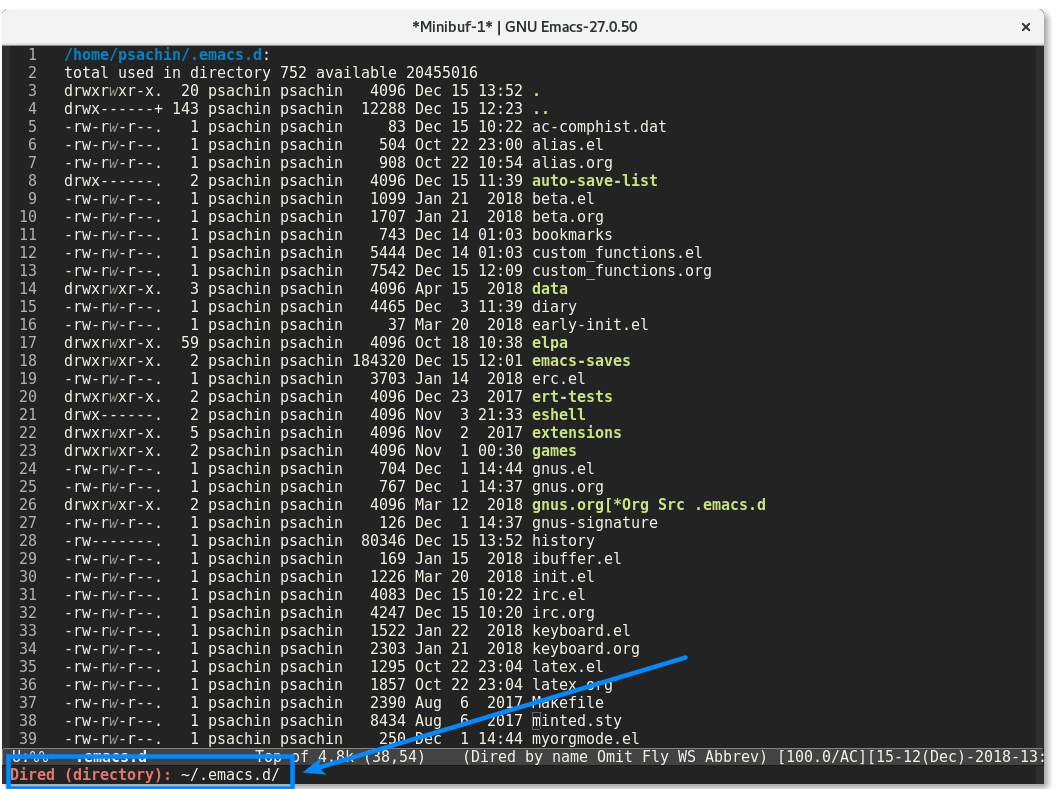 *Minibuf-1* | GNU Emacs-27.0.50 ×
1 /home/psachin/.emacs.d:
2 total used in directory 752 available 20455016
3 drwxrwxr-x. 20 psachin psachin 4096 Dec 15 13:52 .
4 drwx------+ 143 psachin psachin 12288 Dec 15 12:23 ..
5 -rw-rw-r--. 1 psachin psachin 83 Dec 15 10:22 ac-comphist.dat
6 -rw-rw-r--. 1 psachin psachin 504 Oct 22 23:00 alias.el
7 -rw-rw-r--. 1 psachin psachin 908 Oct 22 10:54 alias.org
8 drwx------. 2 psachin psachin 4096 Dec 15 11:39 auto-save-list
9 -rw-rw-r--. 1 psachin psachin 1099 Jan 21 2018 beta.el
10 -rw-rw-r--. 1 psachin psachin 1707 Jan 21 2018 beta.org
11 -rw-rw-r--. 1 psachin psachin 743 Dec 14 01:03 bookmarks
12 -rw-rw-r--. 1 psachin psachin 5444 Dec 14 01:03 custom_functions.el
13 -rw-rw-r--. 1 psachin psachin 7542 Dec 15 12:09 custom_functions.org
14 drwxrwxr-x. 3 psachin psachin 4096 Apr 15 2018 data
15 -rw-rw-r--. 1 psachin psachin 4465 Dec 3 11:39 diary
16 -rw-rw-r--. 1 psachin psachin 37 Mar 20 2018 early-init.el
17 drwxrwxr-x. 59 psachin psachin 4096 Oct 18 10:38 elpa
18 drwxrwxr-x. 2 psachin psachin 184320 Dec 15 12:01 emacs-saves
19 -rw-rw-r--. 1 psachin psachin 3703 Jan 14 2018 erc.el
20 drwxrwxr-x. 2 psachin psachin 4096 Dec 23 2017 ert-tests
21 drwx------. 2 psachin psachin 4096 Nov 3 21:33 eshell
22 drwxrwxr-x. 5 psachin psachin 4096 Nov 2 2017 extensions
23 drwxrwxr-x. 2 psachin psachin 4096 Nov 1 00:30 games
24 -rw-rw-r--. 1 psachin psachin 704 Dec 1 14:44 gnus.el
25 -rw-rw-r--. 1 psachin psachin 767 Dec 1 14:37 gnus.org
26 drwxrwxr-x. 2 psachin psachin 4096 Mar 12 2018 gnus.org[*Org Src .emacs.d
27 -rw-rw-r--. 1 psachin psachin 126 Dec 1 14:37 gnus-signature
28 -rw-------. 1 psachin psachin 80346 Dec 15 13:52 history
29 -rw-rw-r--. 1 psachin psachin 169 Jan 15 2018 ibuffer.el
30 -rw-rw-r--. 1 psachin psachin 1226 Mar 20 2018 init.el
31 -rw-rw-r--. 1 psachin psachin 4083 Dec 15 10:22 irc.el
32 -rw-rw-r--. 1 psachin psachin 4247 Dec 15 10:20 irc.org
33 -rw-rw-r--. 1 psachin psachin 1522 Jan 22 2018 keyboard.el
34 -rw-rw-r--. 1 psachin psachin 2303 Jan 21 2018 keyboard.org
35 -rw-rw-r--. 1 psachin psachin 1295 Oct 22 23:04 latex.el
36 -rw-rw-r--. 1 psachin psachin 1857 Oct 22 23:04 latex.org
37 -rw-rw-r--. 1 psachin psachin 2390 Aug 6 2017 Makefile
38 -rw-rw-r--. 1 psachin psachin 8434 Aug 6 2017 minted.sty
39 -rw-rw-r--. 1 psachin psachin 250 Dec 1 14:44 myorgmode.el
.emacs.d Top of 4.8k (38,54) (Dired by name Omit Fly WS Abbrev) [100.0/AC][15-12(Dec)-2018-13:
Dired (directory): ~/.emacs.d/